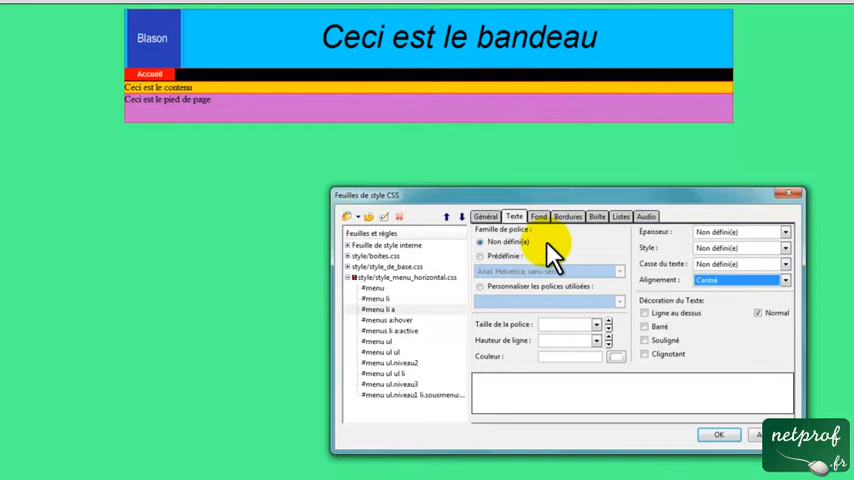 Blason
Ceci est le bandeau
Accueil
Ceci est le contenu
Ceci est le pied de page
Feuilles de style CSS
Général Texte Fond Bordures Boîte Listes Audio
Feuilles et règles
Feuille de style interne
style/boites.css
style/style_de_base.css
style/style_menu_horizontal.css
#menu
#menu li
#menu li a
#menus a:hover
#menus li a:active
#menu ul
#menu ul ul
#menu ul.niveau2
#menu ul ul li
#menu ul.niveau3
#menu ul.niveau1 li.sousmenu:...
Famille de police :
Non défini(e)
Prédéfinie :
Arial, Helvetica, sans-serif
Personnaliser les polices utilisées :
Taille de la police :
Hauteur de ligne :
Couleur :
Épaisseur : Non défini(e)
Style : Non défini(e)
Casse du texte : Non défini(e)
Alignement : Centré
Décoration du Texte:
Ligne au dessus
Normal
Barré
Souligné
Clignotant
OK
netprof
.fr